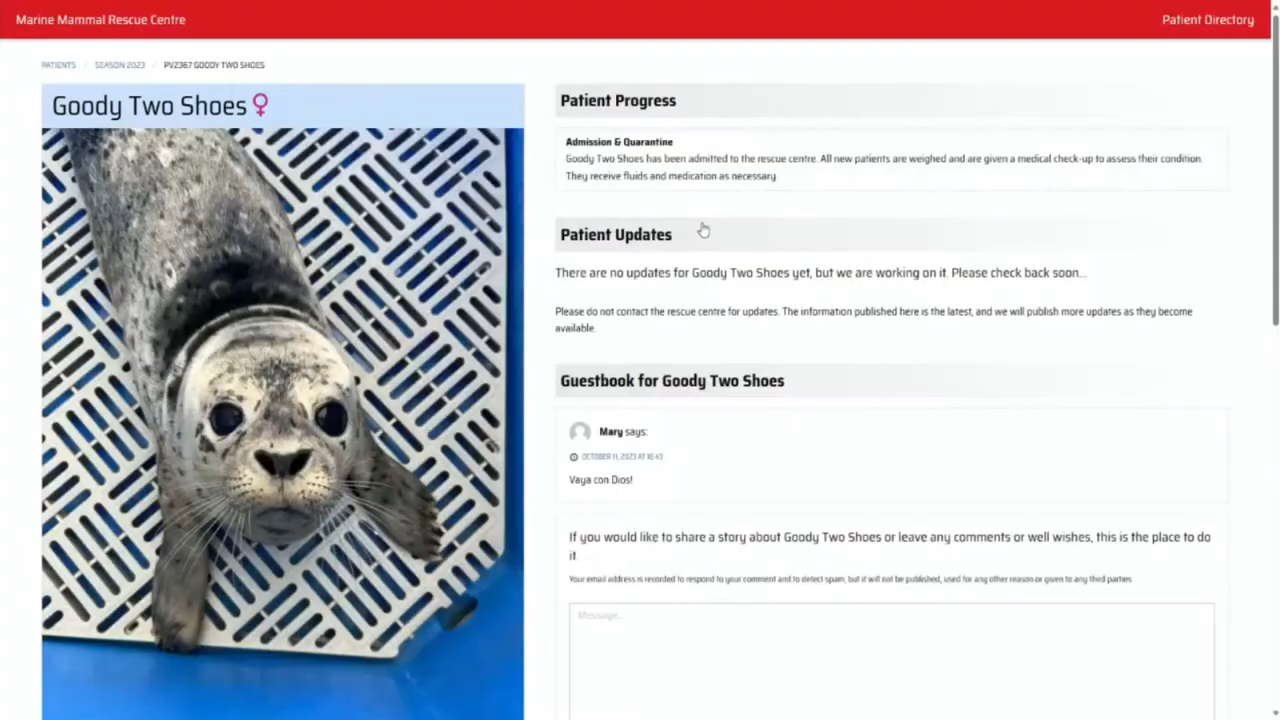 Marine Mammal Rescue Centre
Patient Directory
PATIENTS / SEASON 2023 / PV2367 GOODY TWO SHOES
Goody Two Shoes ♀
Patient Progress
Admission & Quarantine
Goody Two Shoes has been admitted to the rescue centre. All new patients are weighed and are given a medical check-up to assess their condition.
They receive fluids and medication as necessary
Patient Updates
There are no updates for Goody Two Shoes yet, but we are working on it. Please check back soon...
Please do not contact the rescue centre for updates. The information published here is the latest, and we will publish more updates as they become
available.
Guestbook for Goody Two Shoes
Mary says:
OCTOBER 11, 2023 AT 16:43
Vaya con Dios!
If you would like to share a story about Goody Two Shoes or leave any comments or well wishes, this is the place to do
it.
Your email address is recorded to respond to your comment and to detect spam, but it will not be published, used for any other reason or given to any third parties.
Message...